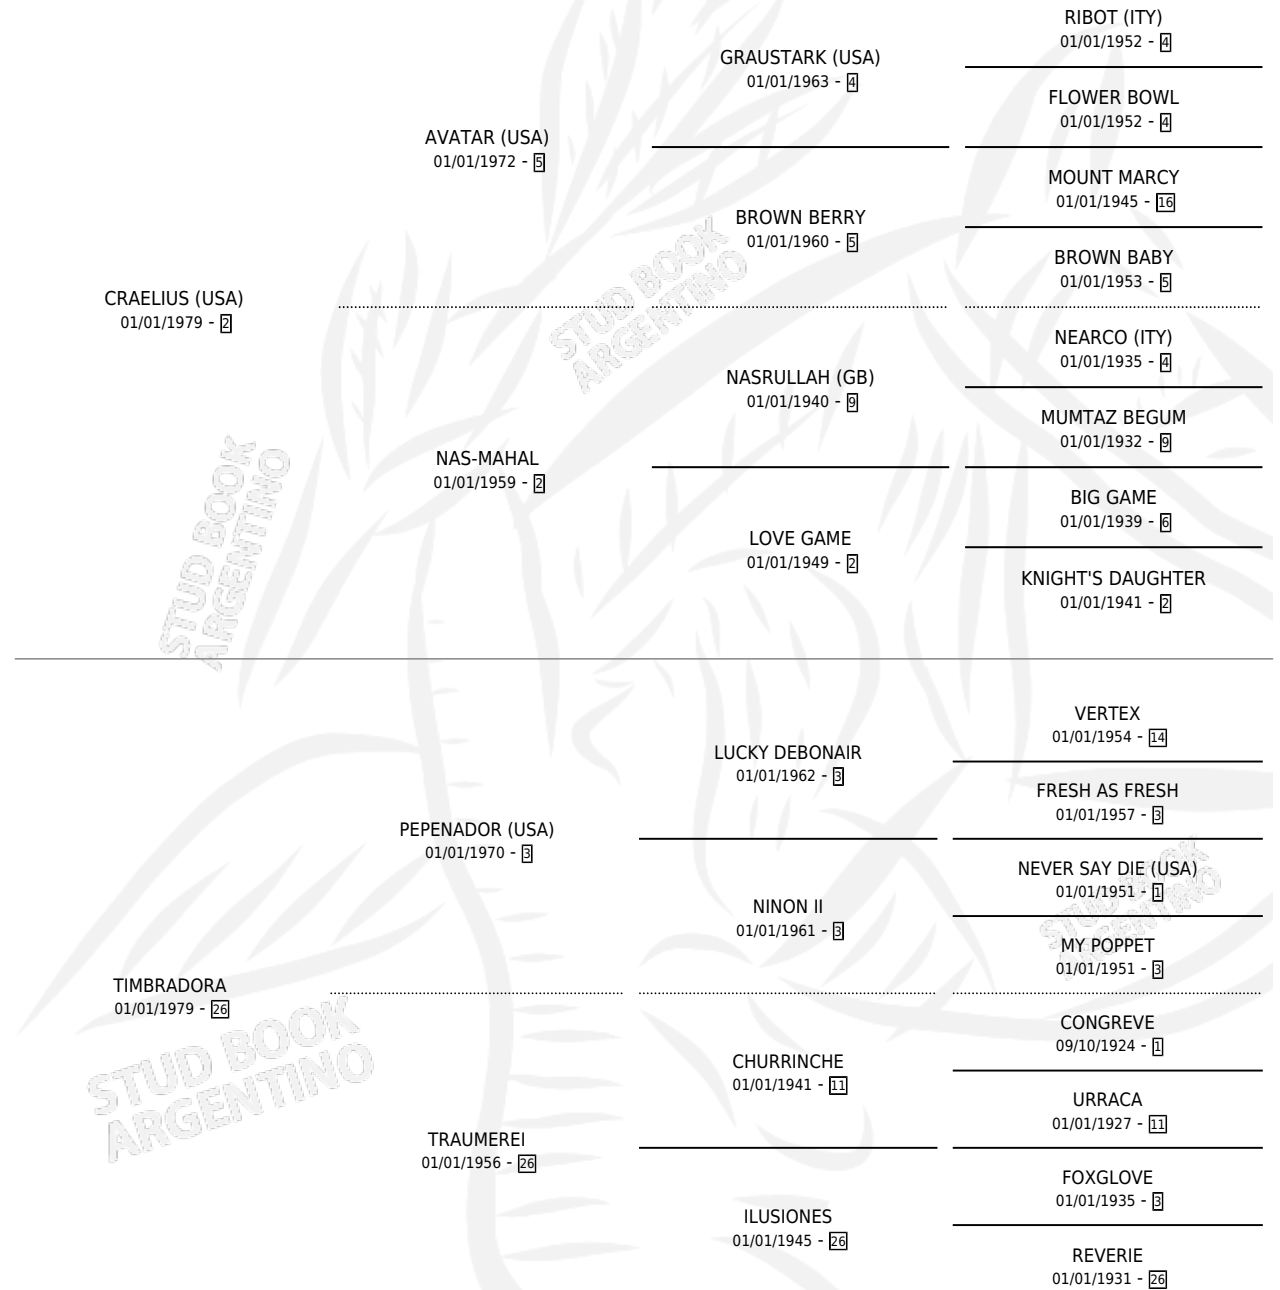 RIBOT (ITY)
01/01/1952 - 4
GRAUSTARK (USA)
01/01/1963 - 4
FLOWER BOWL
01/01/1952 - 4
AVATAR (USA)
01/01/1972 - 5
MOUNT MARCY
01/01/1945 - 16
BROWN BERRY
01/01/1960 - 5
BROWN BABY
01/01/1953 - 5
CRAELIUS (USA)
01/01/1979 - 2
NEARCO (ITY)
01/01/1935 - 4
NASRULLAH (GB)
01/01/1940 - 9
MUMTAZ BEGUM
01/01/1932 - 9
NAS-MAHAL
01/01/1959 - 2
BIG GAME
01/01/1939 - 6
LOVE GAME
01/01/1949 - 2
KNIGHT'S DAUGHTER
01/01/1941 - 2
STUD BOOK
ARGENTINO
STUD BOOK
ARGENTINO
VERTEX
01/01/1954 - 14
LUCKY DEBONAIR
01/01/1962 - 3
FRESH AS FRESH
01/01/1957 - 3
PEPENADOR (USA)
01/01/1970 - 3
NEVER SAY DIE (USA)
01/01/1951 - 1
NINON II
01/01/1961 - 3
MY POPPET
01/01/1951 - 3
STUD BOOK
ARGENTINO
TIMBRADORA
01/01/1979 - 26
CONGREVE
09/10/1924 - 1
CHURRINCHE
01/01/1941 - 11
URRACA
01/01/1927 - 11
TRAUMEREI
01/01/1956 - 26
FOXGLOVE
01/01/1935 - 3
ILUSIONES
01/01/1945 - 26
REVERIE
01/01/1931 - 26
STUD BOOK
ARGENTINO